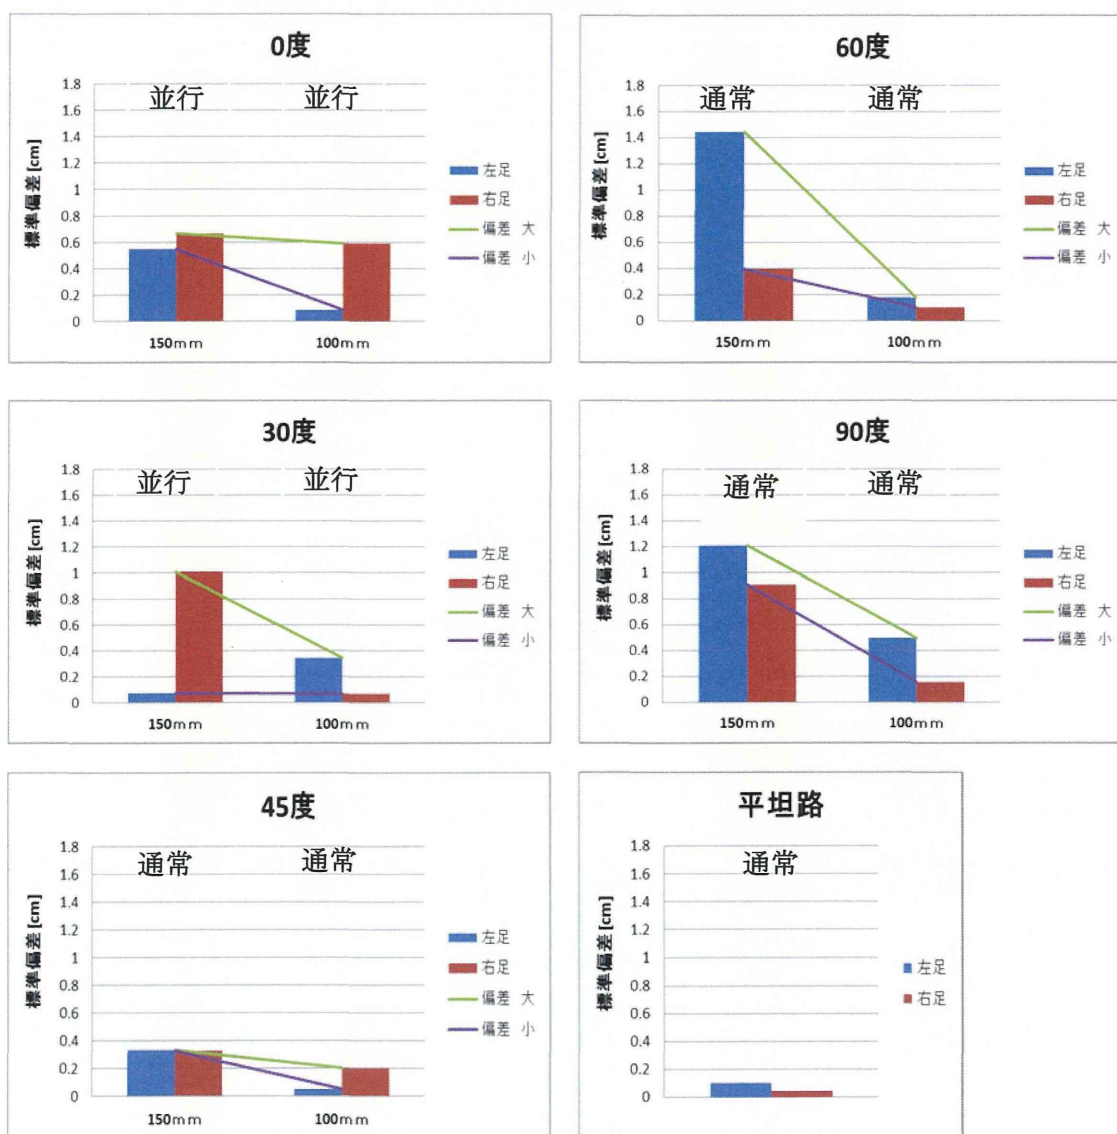 0度
標準偏差 [cm]
1.8
1.6
1.4
1.2
1
0.8
0.6
0.4
0.2
0
並行
並行
150mm
100mm
左足
右足
偏差 大
偏差 小
60度
標準偏差 [cm]
1.8
1.6
1.4
1.2
1
0.8
0.6
0.4
0.2
0
通常
通常
150mm
100mm
左足
右足
偏差 大
偏差 小
30度
標準偏差 [cm]
1.8
1.6
1.4
1.2
1
0.8
0.6
0.4
0.2
0
並行
並行
150mm
100mm
左足
右足
偏差 大
偏差 小
90度
標準偏差 [cm]
1.8
1.6
1.4
1.2
1
0.8
0.6
0.4
0.2
0
通常
通常
150mm
100mm
左足
右足
偏差 大
偏差 小
45度
標準偏差 [cm]
1.8
1.6
1.4
1.2
1
0.8
0.6
0.4
0.2
0
通常
通常
150mm
100mm
左足
右足
偏差 大
偏差 小
平坦路
標準偏差 [cm]
1.8
1.6
1.4
1.2
1
0.8
0.6
0.4
0.2
0
通常
左足
右足